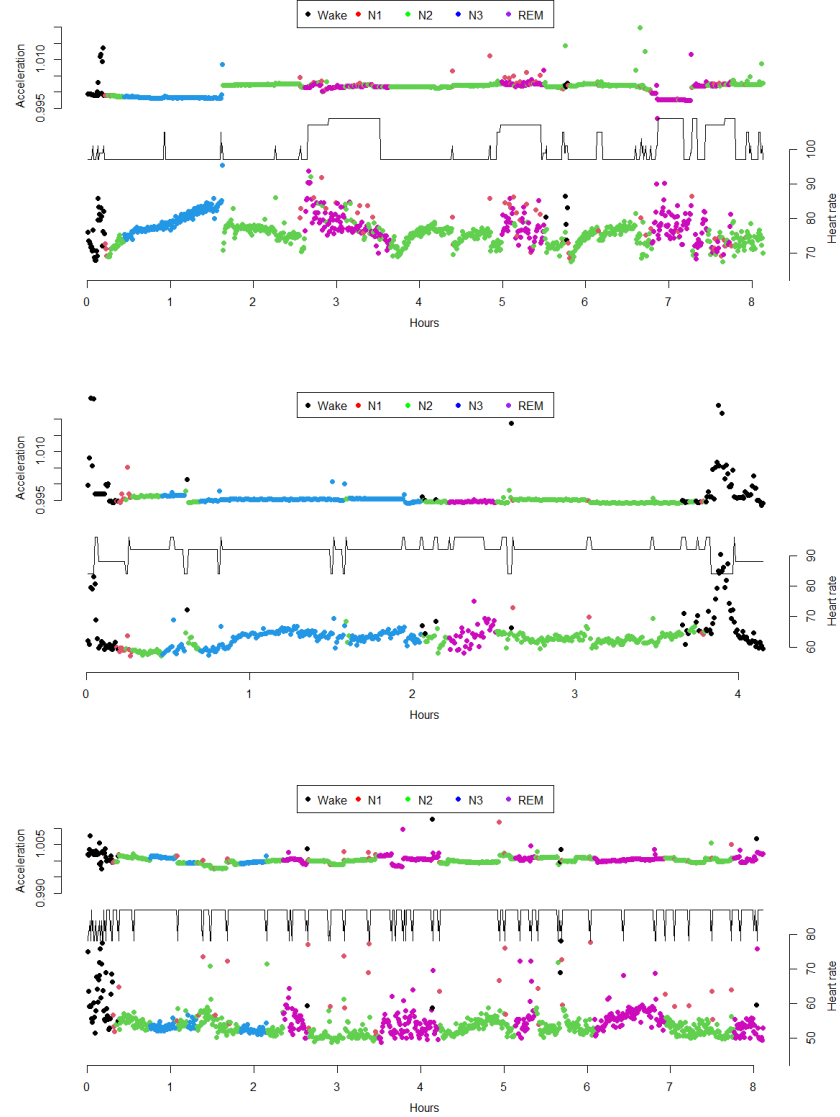 Wake N1 N2 N3 REM
Acceleration
1.010
0.995
100
90
80
70
Heart rate
0 1 2 3 4 5 6 7 8
Hours
Wake N1 N2 N3 REM
Acceleration
1.010
0.995
90
80
70
60
Heart rate
0 1 2 3 4
Hours
Wake N1 N2 N3 REM
Acceleration
1.005
0.990
80
70
60
50
Heart rate
0 1 2 3 4 5 6 7 8
Hours